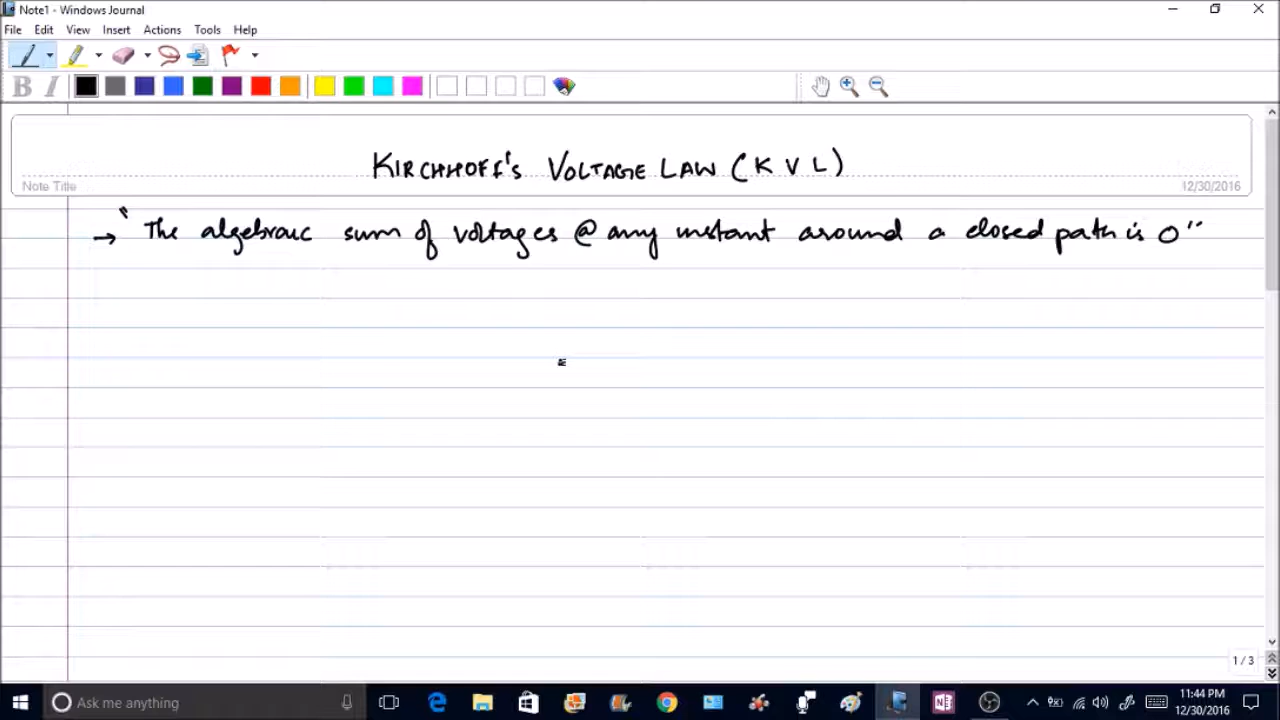 Note1 - Windows Journal
File Edit View Insert Actions Tools Help
B I
KIRCHHOFF'S VOLTAGE LAW (KVL)
Note Title
12/30/2016
→ "The algebraic sum of voltages @ any instant around a closed path is 0"
1 / 3
Ask me anything
11:44 PM
12/30/2016